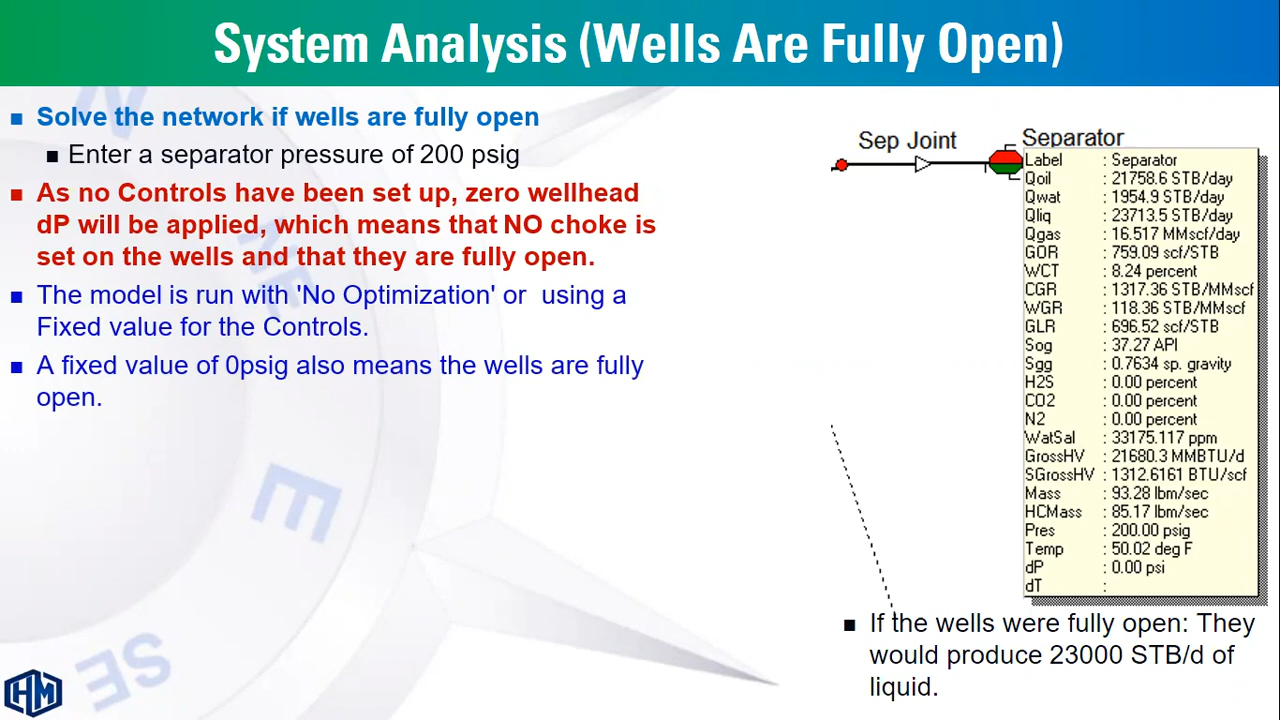 System Analysis (Wells Are Fully Open)
Solve the network if wells are fully open
Enter a separator pressure of 200 psig
As no Controls have been set up, zero wellhead
dP will be applied, which means that NO choke is
set on the wells and that they are fully open.
The model is run with 'No Optimization' or using a
Fixed value for the Controls.
A fixed value of 0psig also means the wells are fully
open.
Sep Joint
Separator
Label : Separator
Qoil : 21758.6 STB/day
Qwat : 1954.9 STB/day
Qliq : 23713.5 STB/day
Qgas : 16.517 MMscf/day
GOR : 759.09 scf/STB
WCT : 8.24 percent
CGR : 1317.36 STB/MMscf
WGR : 118.36 STB/MMscf
GLR : 696.52 scf/STB
Sog : 37.27 API
Sgg : 0.7634 sp. gravity
H2S : 0.00 percent
CO2 : 0.00 percent
N2 : 0.00 percent
WatSal : 33175.117 ppm
GrossHV : 21680.3 MMBTU/d
SGrossHV : 1312.6161 BTU/scf
Mass : 93.28 lbm/sec
HCMass : 85.17 lbm/sec
Pres : 200.00 psig
Temp : 50.02 deg F
dP : 0.00 psi
dT :
If the wells were fully open: They
would produce 23000 STB/d of
liquid.
N
NE
E
SE
HM